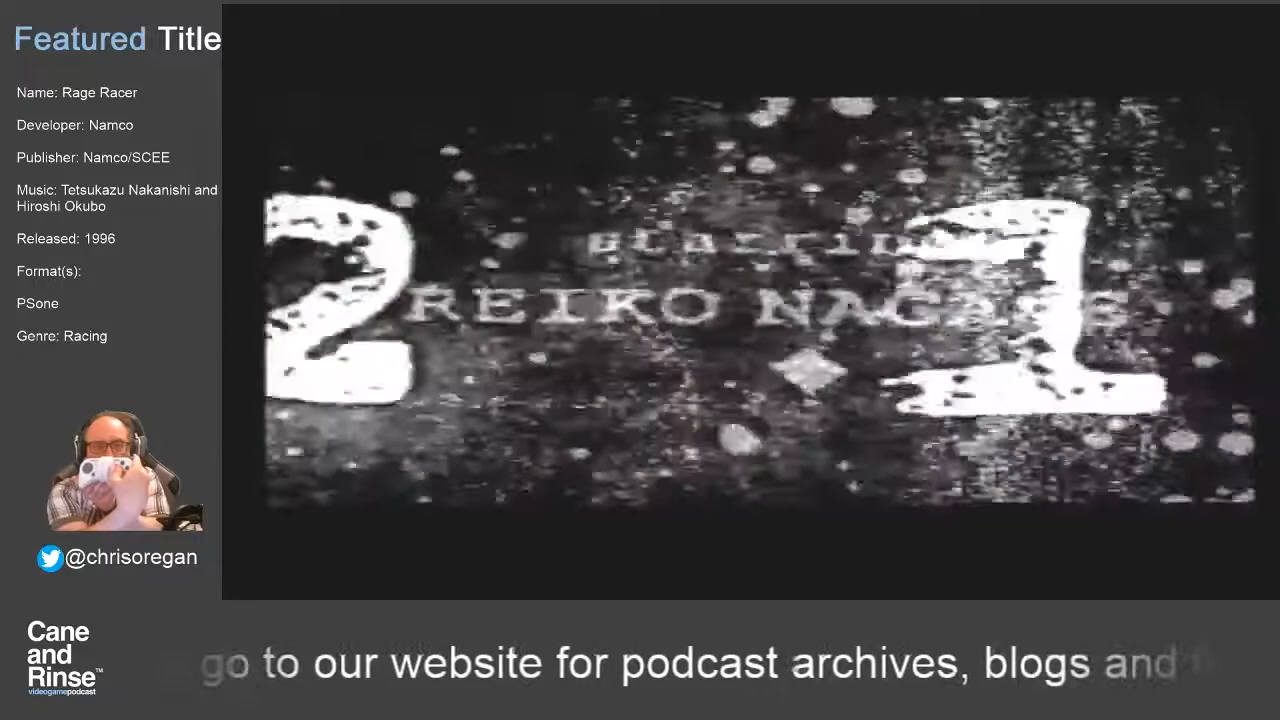 Featured Title
Name: Rage Racer
Developer: Namco
Publisher: Namco/SCEE
Music: Tetsukazu Nakanishi and
Hiroshi Okubo
Released: 1996
Format(s):
PSone
Genre: Racing
2 1
REIKO NAGASE
@chrisoregan
Cane
and
Rinse™
videogamepodcast
go to our website for podcast archives, blogs and